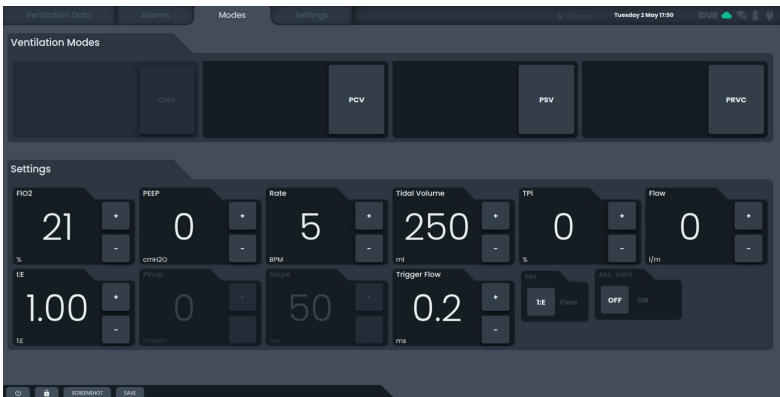 Ventilation Data Alarms Modes Settings Tuesday 2 May 17:50
Ventilation Modes
CMV PCV PSV PRVC
Settings
FiO2 PEEP Rate Tidal Volume TPi Flow
21 + 0 + 5 + 250 + 0 + 0 +
- - - - - -
% cmH2O BPM ml % l/m
I:E Pinsp Slope Trigger Flow Set Ass. Vent.
1.00 + 0 + 50 + 0.2 + 1:E Flow OFF ON
- - - -
1:E cmH2O ms ms
SCREENSHOT SAVE